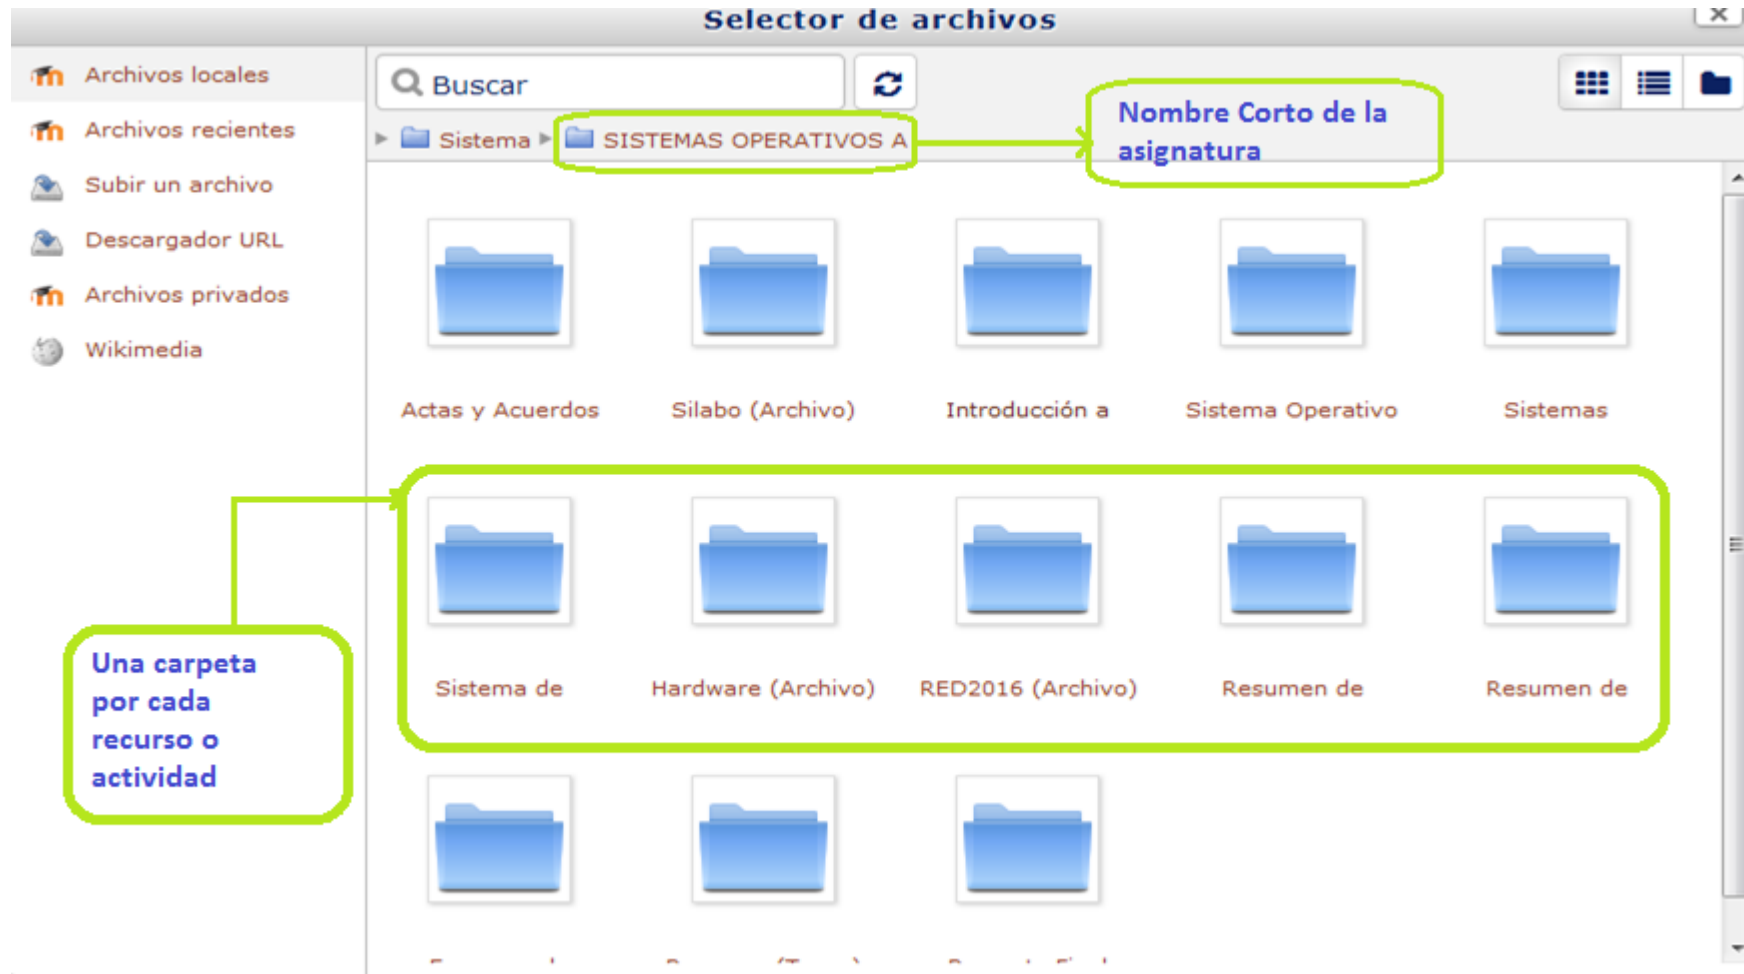 Selector de archivos
Archivos locales
Archivos recientes
Subir un archivo
Descargador URL
Archivos privados
Wikimedia
Buscar
Sistema
SISTEMAS OPERATIVOS A
Nombre Corto de la
asignatura
Actas y Acuerdos
Silabo (Archivo)
Introducción a
Sistema Operativo
Sistemas
Una carpeta
por cada
recurso o
actividad
Sistema de
Hardware (Archivo)
RED2016 (Archivo)
Resumen de
Resumen de